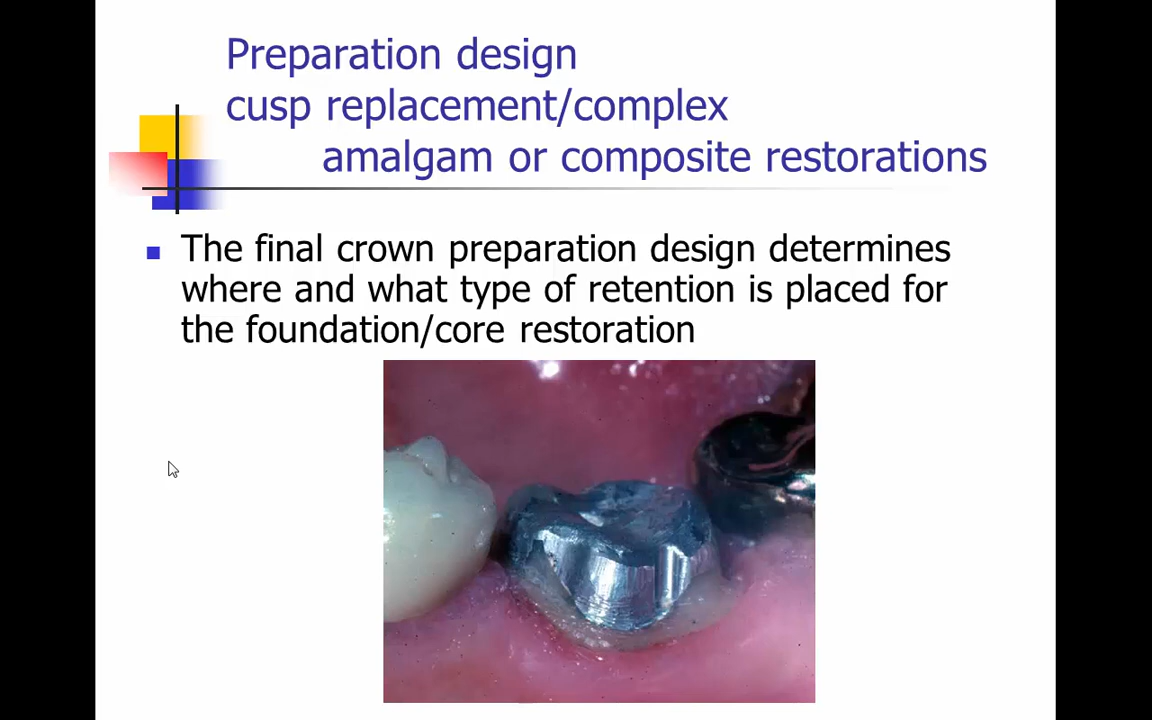 Preparation design
cusp replacement/complex
amalgam or composite restorations
The final crown preparation design determines
where and what type of retention is placed for
the foundation/core restoration